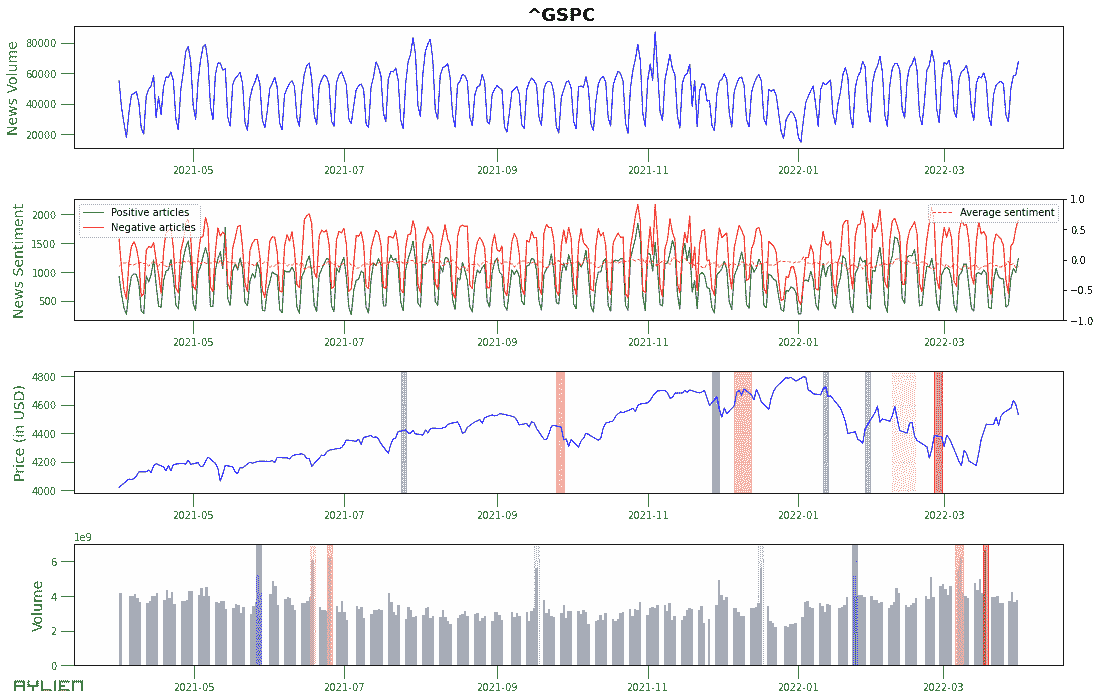 ^GSPC
News Volume
80000
60000
40000
20000
2021-05 2021-07 2021-09 2021-11 2022-01 2022-03
News Sentiment
2000
1500
1000
500
Positive articles
Negative articles
Average sentiment
1.0
0.5
0.0
−0.5
−1.0
2021-05 2021-07 2021-09 2021-11 2022-01 2022-03
Price (in USD)
4800
4600
4400
4200
4000
2021-05 2021-07 2021-09 2021-11 2022-01 2022-03
1e9
Volume
6
4
2
0
2021-05 2021-07 2021-09 2021-11 2022-01 2022-03
AYLIEN